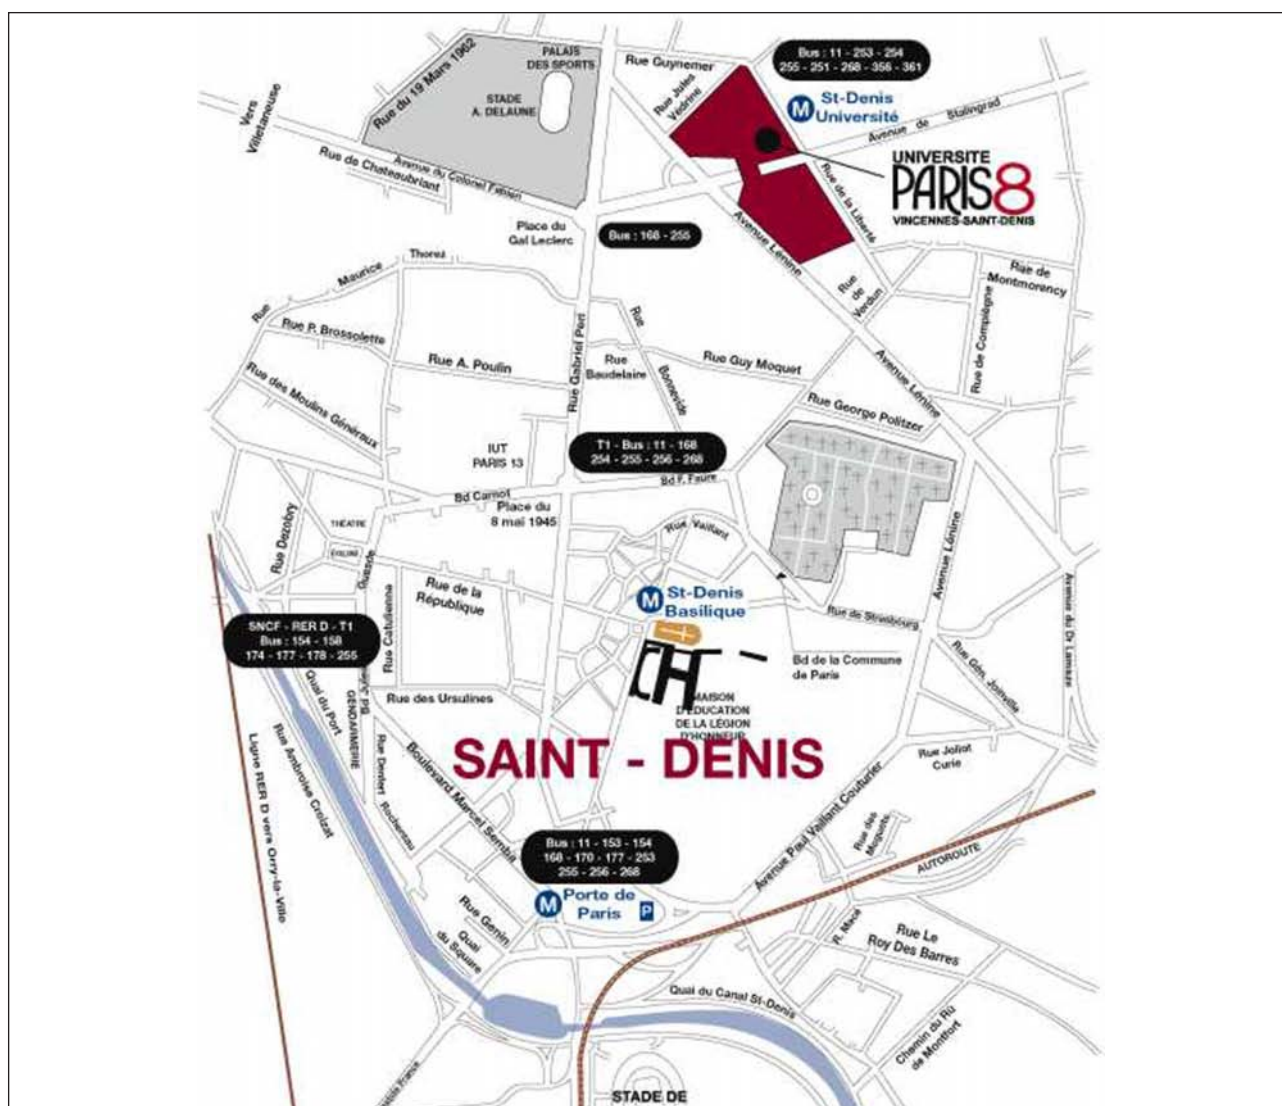 Rue du 19 Mars 1962
PALAIS
DES SPORTS
STADE
A. DELAUNE
Rue Guynemer
Rue Jules
Védrine
Bus : 11 - 253 - 254
255 - 251 - 268 - 356 - 361
M St-Denis
Université
Avenue de Stalingrad
UNIVERSITE
PARIS8
VINCENNES-SAINT-DENIS
Vers
Villetaneuse
Rue de Chateaubriant
Avenue du Colonel Fabien
Place du
Gal Leclerc
Bus : 168 - 255
Avenue Lénine
Rue de la Liberté
Rue
de
Verdun
Rue de
Montmorency
Rue de Compiègne
Rue Maurice Thorez
Rue P. Brossolette
Rue A. Poulin
Rue Gabriel Péri
Rue
Baudelaire
Rue
Bonnevide
Rue Guy Moquet
Avenue Lénine
Rue des Moulins Gémeaux
Rue George Politzer
IUT
PARIS 13
T1 - Bus : 11 - 168
254 - 255 - 256 - 268
Bd Carnot
Bd F. Faure
Place du
8 mai 1945
Rue Dezobry
THEATRE
Guesde
Rue Vaillant
Avenue Lénine
Rue de la
République
Rue Catulienne
M St-Denis
Basilique
Rue de Strasbourg
Avenue du Dr Lamaze
SNCF - RER D - T1
Bus : 154 - 158
174 - 177 - 178 - 255
Bd de la Commune
de Paris
Rue Gén. Joinville
Rue des Ursulines
MAISON
D'EDUCATION
DE LA LÉGION
D'HONNEUR
Quai du Port
GENDARMERIE
SAINT - DENIS
Rue Joliot
Curie
Ligne RER D vers Orry-la-Ville
Rue Ambroise Croizat
Rue Denfert
Rochereau
Boulevard Marcel Sembat
Avenue Paul Vaillant Couturier
Rue des
AUTOROUTE
Bus : 11 - 153 - 154
168 - 170 - 177 - 253
255 - 256 - 268
M Porte de
Paris P
Rue Genin
Quai
du Square
R. Macé
Rue Le
Roy Des Barres
Quai du Canal St-Denis
Chemin du Rû
de Montfort
France
STADE DE